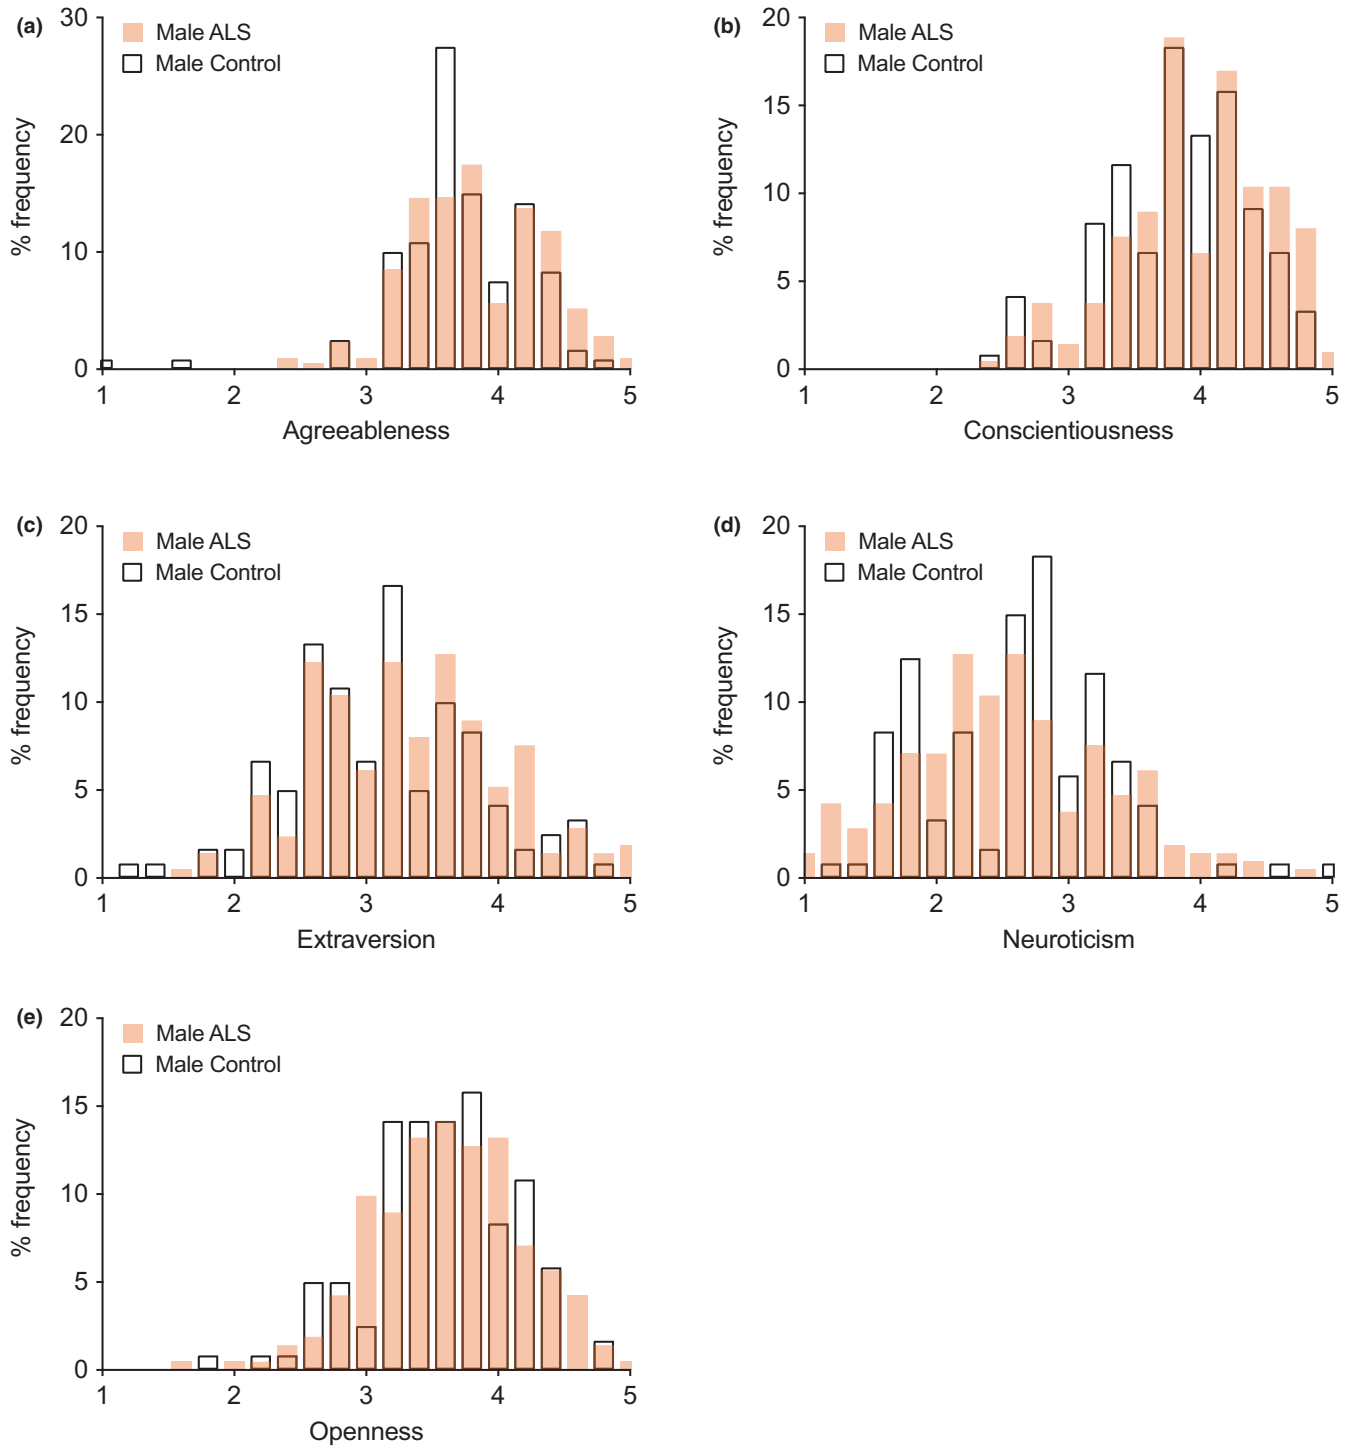 (a)
Male ALS
Male Control
% frequency
30
20
10
0
1 2 3 4 5
Agreeableness
(b)
Male ALS
Male Control
% frequency
20
15
10
5
0
1 2 3 4 5
Conscientiousness
(c)
Male ALS
Male Control
% frequency
20
15
10
5
0
1 2 3 4 5
Extraversion
(d)
Male ALS
Male Control
% frequency
20
15
10
5
0
1 2 3 4 5
Neuroticism
(e)
Male ALS
Male Control
% frequency
20
15
10
5
0
1 2 3 4 5
Openness